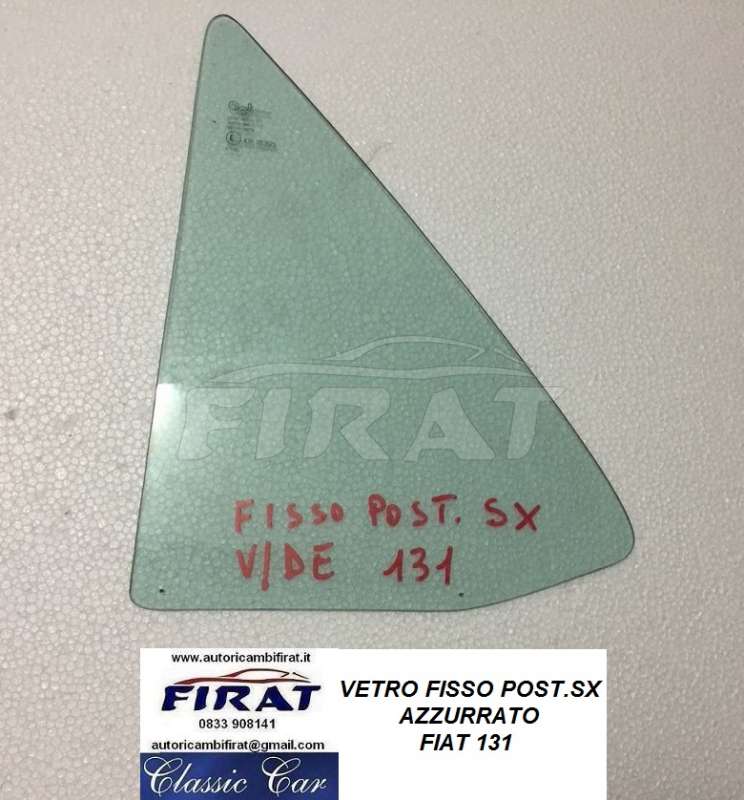 FIRAT
FISSO POST. SX
V/DE 131
www.autoricambifirat.it
FIRAT
0833 908141
autoricambifirat@gmail.com
Classic Car
VETRO FISSO POST.SX
AZZURRATO
FIAT 131